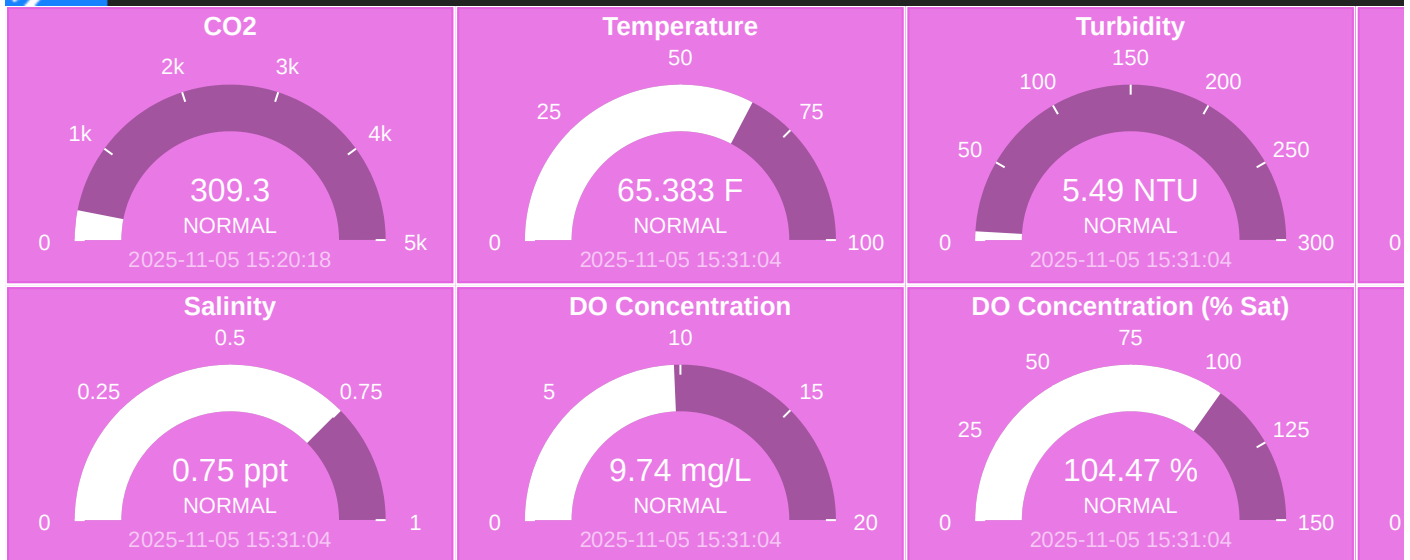 CO2
2k
3k
1k
4k
309.3
NORMAL
0
5k
2025-11-05 15:20:18
Temperature
50
25
75
65.383 F
NORMAL
0
100
2025-11-05 15:31:04
Turbidity
150
100
200
50
250
5.49 NTU
NORMAL
0
300
2025-11-05 15:31:04
0
Salinity
0.5
0.25
0.75
0.75 ppt
NORMAL
0
1
2025-11-05 15:31:04
DO Concentration
10
5
15
9.74 mg/L
NORMAL
0
20
2025-11-05 15:31:04
DO Concentration (% Sat)
75
50
100
25
125
104.47 %
NORMAL
0
150
2025-11-05 15:31:04
0